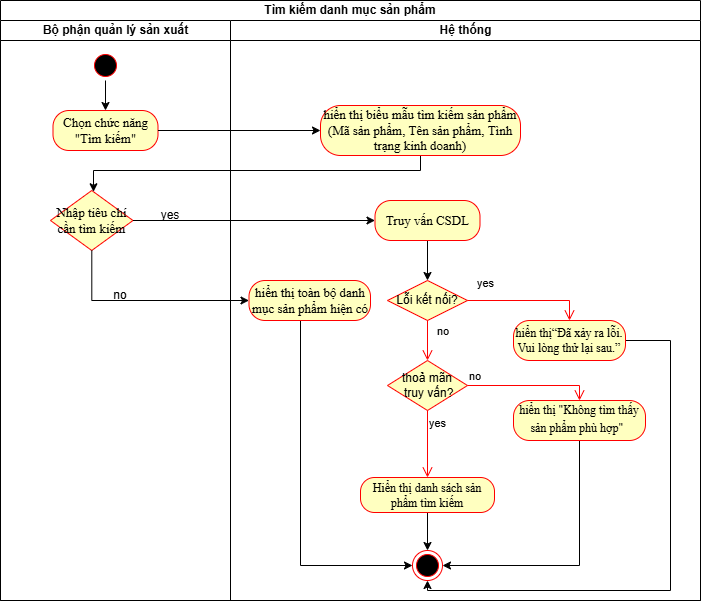 Tìm kiếm danh mục sản phẩm
Bộ phận quản lý sản xuất
Hệ thống
Chọn chức năng
"Tìm kiếm"
hiển thị biểu mẫu tìm kiếm sản phẩm
(Mã sản phẩm, Tên sản phẩm, Tình
trạng kinh doanh)
Nhập tiêu chí
cần tìm kiếm
yes
Truy vấn CSDL
no
hiển thị toàn bộ danh
mục sản phẩm hiện có
Lỗi kết nối?
yes
hiển thị“Đã xảy ra lỗi.
Vui lòng thử lại sau.”
no
thoả mãn
truy vấn?
no
hiển thị "Không tìm thấy
sản phẩm phù hợp"
yes
Hiển thị danh sách sản
phẩm tìm kiếm